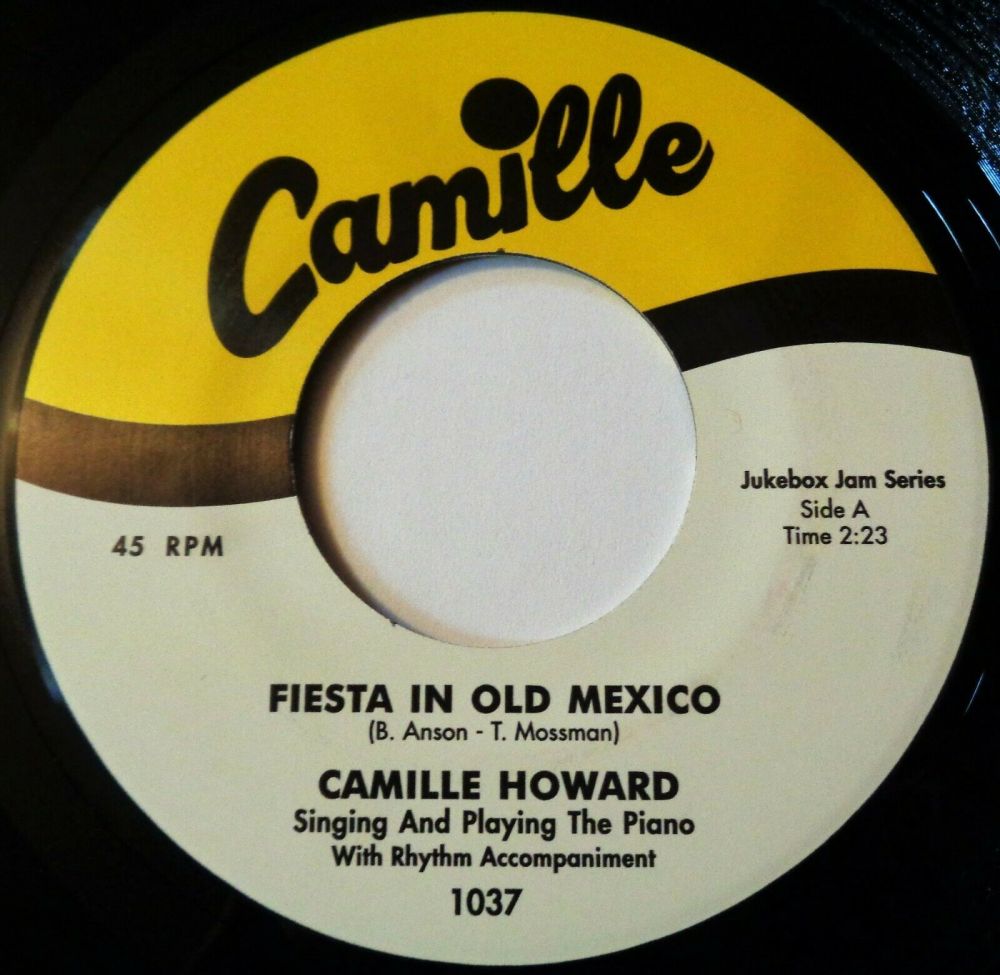 Camille
Jukebox Jam Series
Side A
Time 2:23
45 RPM
FIESTA IN OLD MEXICO
(B. Anson - T. Mossman)
CAMILLE HOWARD
Singing And Playing The Piano
With Rhythm Accompaniment
1037